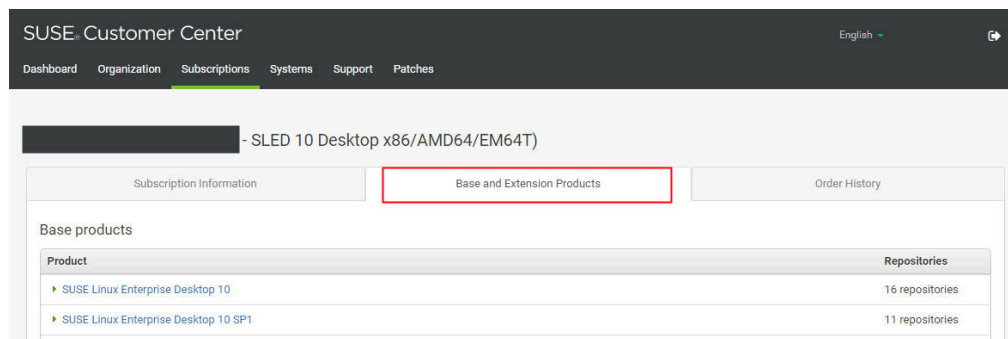 SUSE® Customer Center
English
Dashboard Organization Subscriptions Systems Support Patches
- SLED 10 Desktop x86/AMD64/EM64T)
Subscription Information Base and Extension Products Order History
Base products
Product Repositories
SUSE Linux Enterprise Desktop 10 16 repositories
SUSE Linux Enterprise Desktop 10 SP1 11 repositories